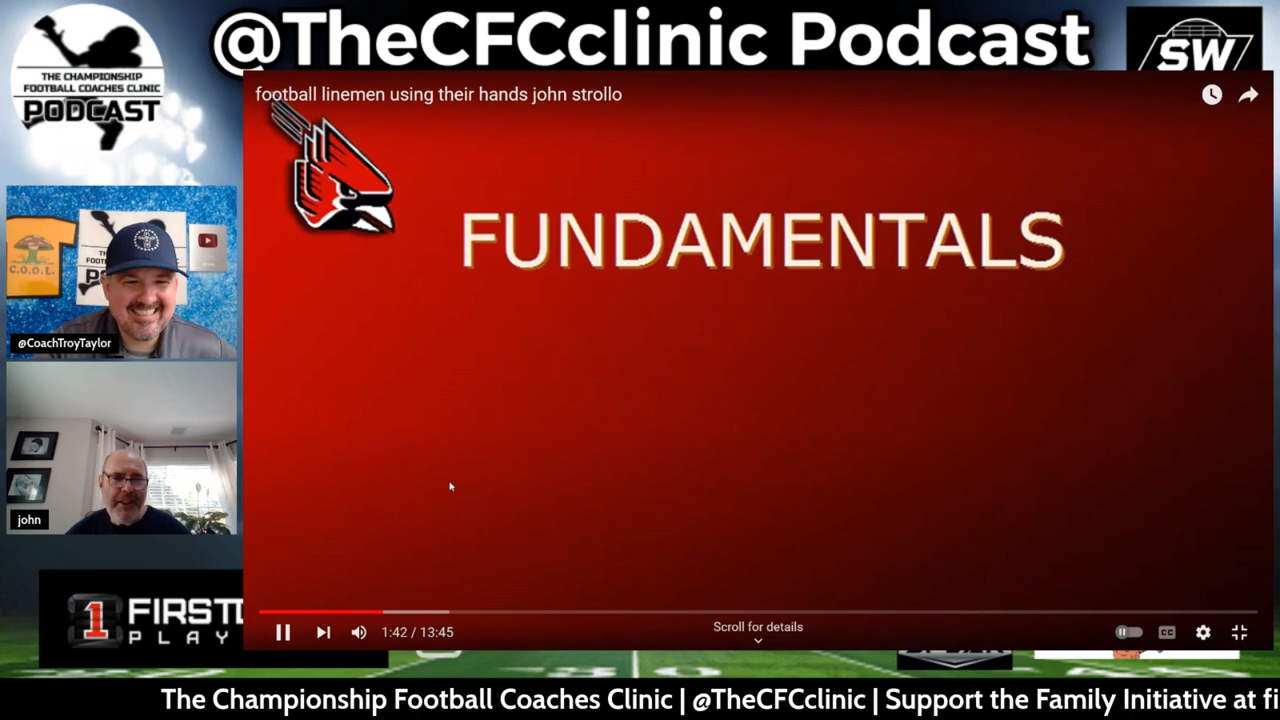 @TheCFCclinic Podcast
THE CHAMPIONSHIP
FOOTBALL COACHES CLINIC
PODCAST
SW
football linemen using their hands john strollo
FUNDAMENTALS
C.O.O.L.
@CoachTroyTaylor
john
1
PLAY
1:42 / 13:45
Scroll for details
CC
The Championship Football Coaches Clinic | @TheCFCclinic | Support the Family Initiative at fi